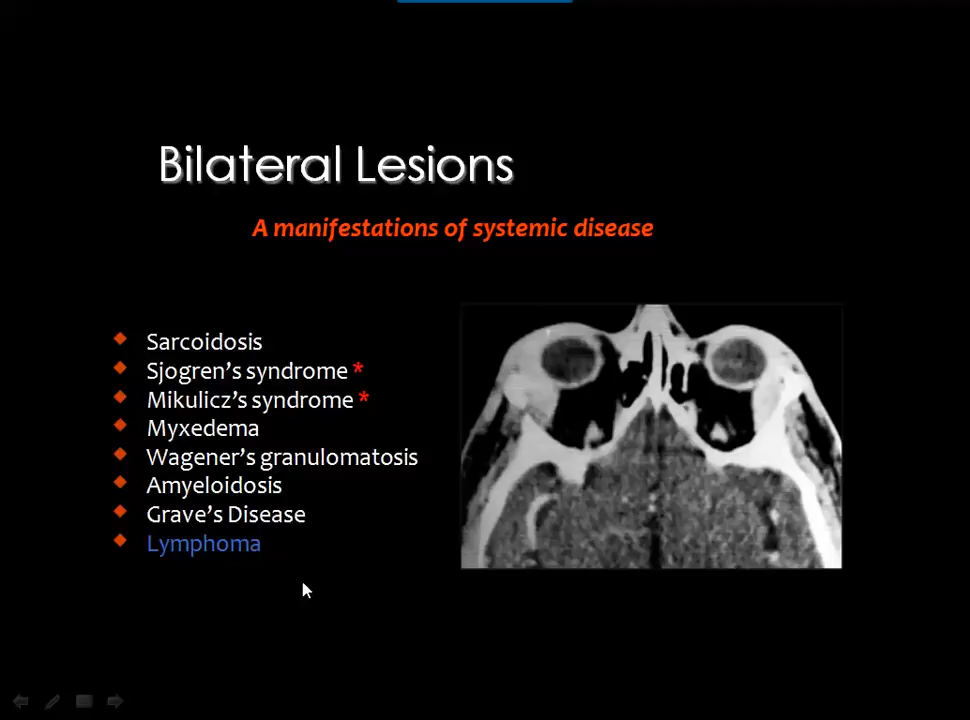 Bilateral Lesions
A manifestations of systemic disease
Sarcoidosis
Sjogren's syndrome *
Mikulicz's syndrome *
Myxedema
Wagener's granulomatosis
Amyeloidosis
Grave's Disease
Lymphoma